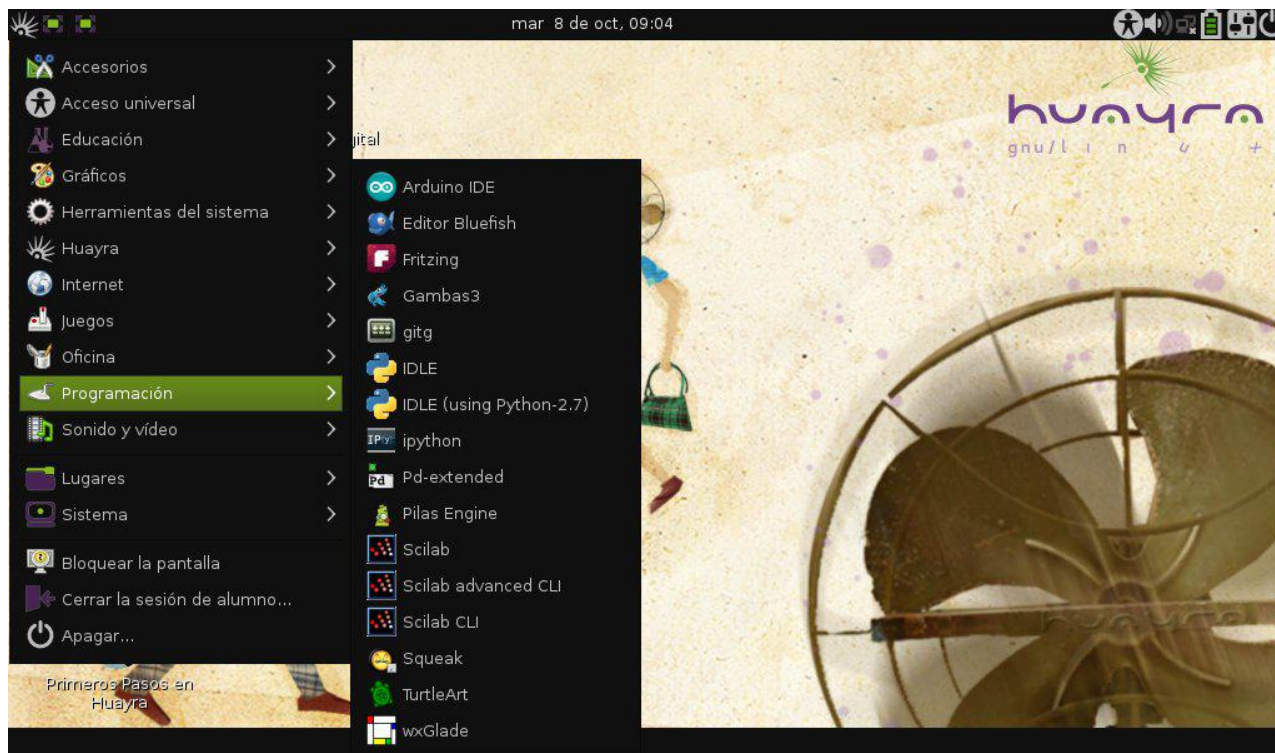 mar 8 de oct, 09:04
Accesorios
Acceso universal
Educación
Gráficos
Herramientas del sistema
Huayra
Internet
Juegos
Oficina
Programación
Sonido y vídeo
Lugares
Sistema
Bloquear la pantalla
Cerrar la sesión de alumno...
Apagar...
Arduino IDE
Editor Bluefish
Fritzing
Gambas3
gitg
IDLE
IDLE (using Python-2.7)
ipython
Pd-extended
Pilas Engine
Scilab
Scilab advanced CLI
Scilab CLI
Squeak
TurtleArt
wxGlade
huayra
gnu/linux
Primeros Pasos en
Huayra